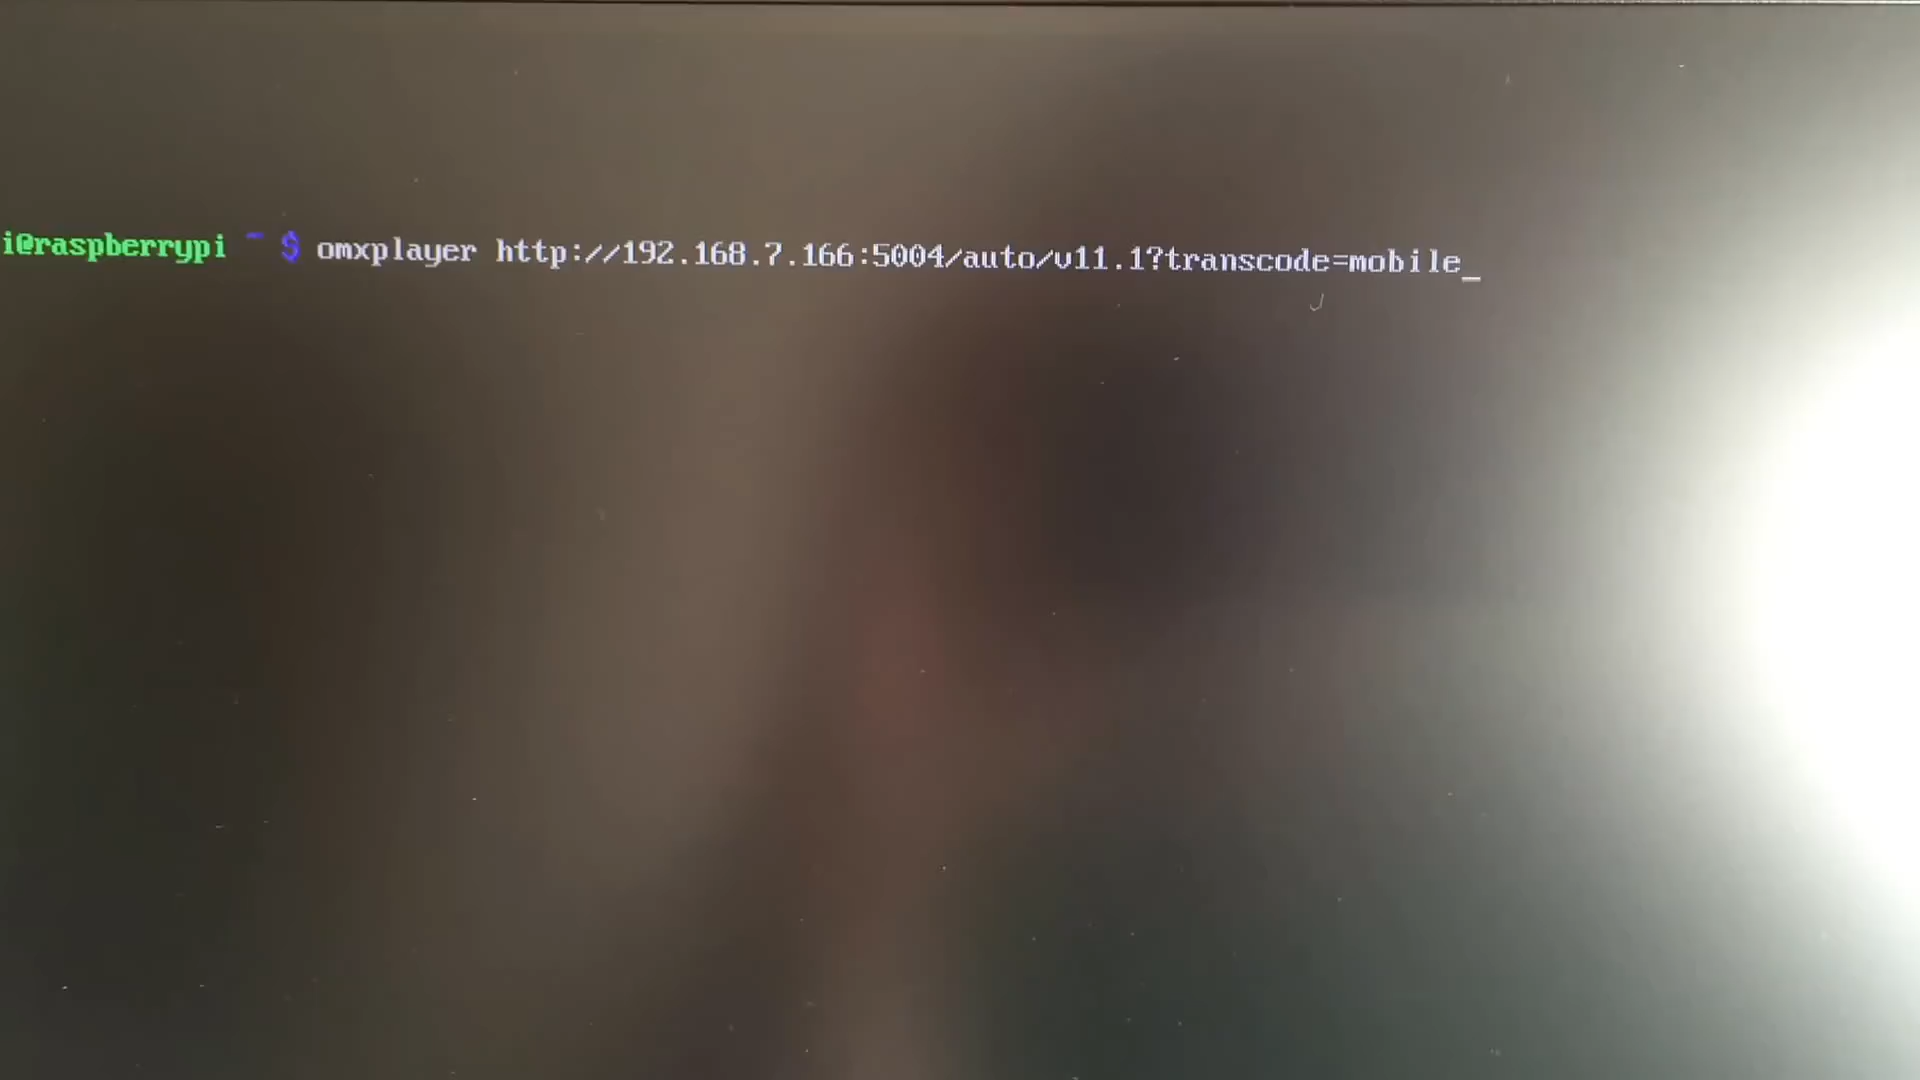 i@raspberrypi ~ $ omxplayer http://192.168.7.166:5004/auto/v11.1?transcode=mobile_